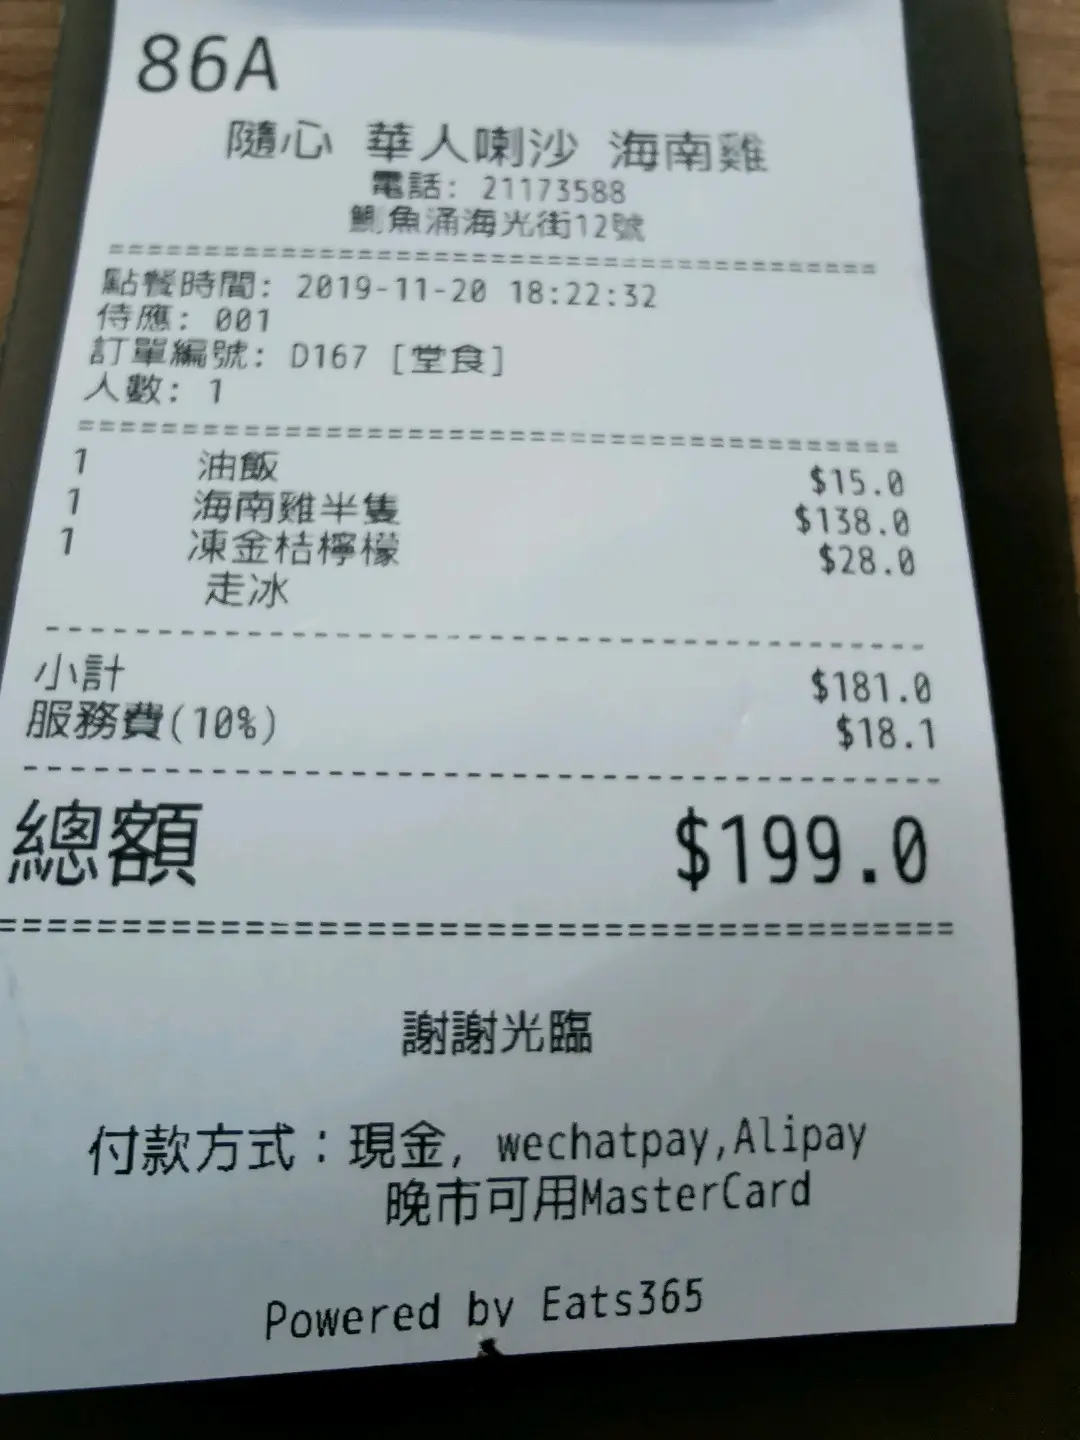 86A
隨心 華人喇沙 海南雞
電話: 21173588
鰂魚涌海光街12號
點餐時間: 2019-11-20 18:22:32
侍應: 001
訂單編號: D167 [堂食]
人數: 1
1 油飯 $15.0
1 海南雞半隻 $138.0
1 凍金桔檸檬 $28.0
走冰
小計 $181.0
服務費(10%) $18.1
總額 $199.0
謝謝光臨
付款方式：現金, wechatpay,Alipay
晚市可用MasterCard
Powered by Eats365